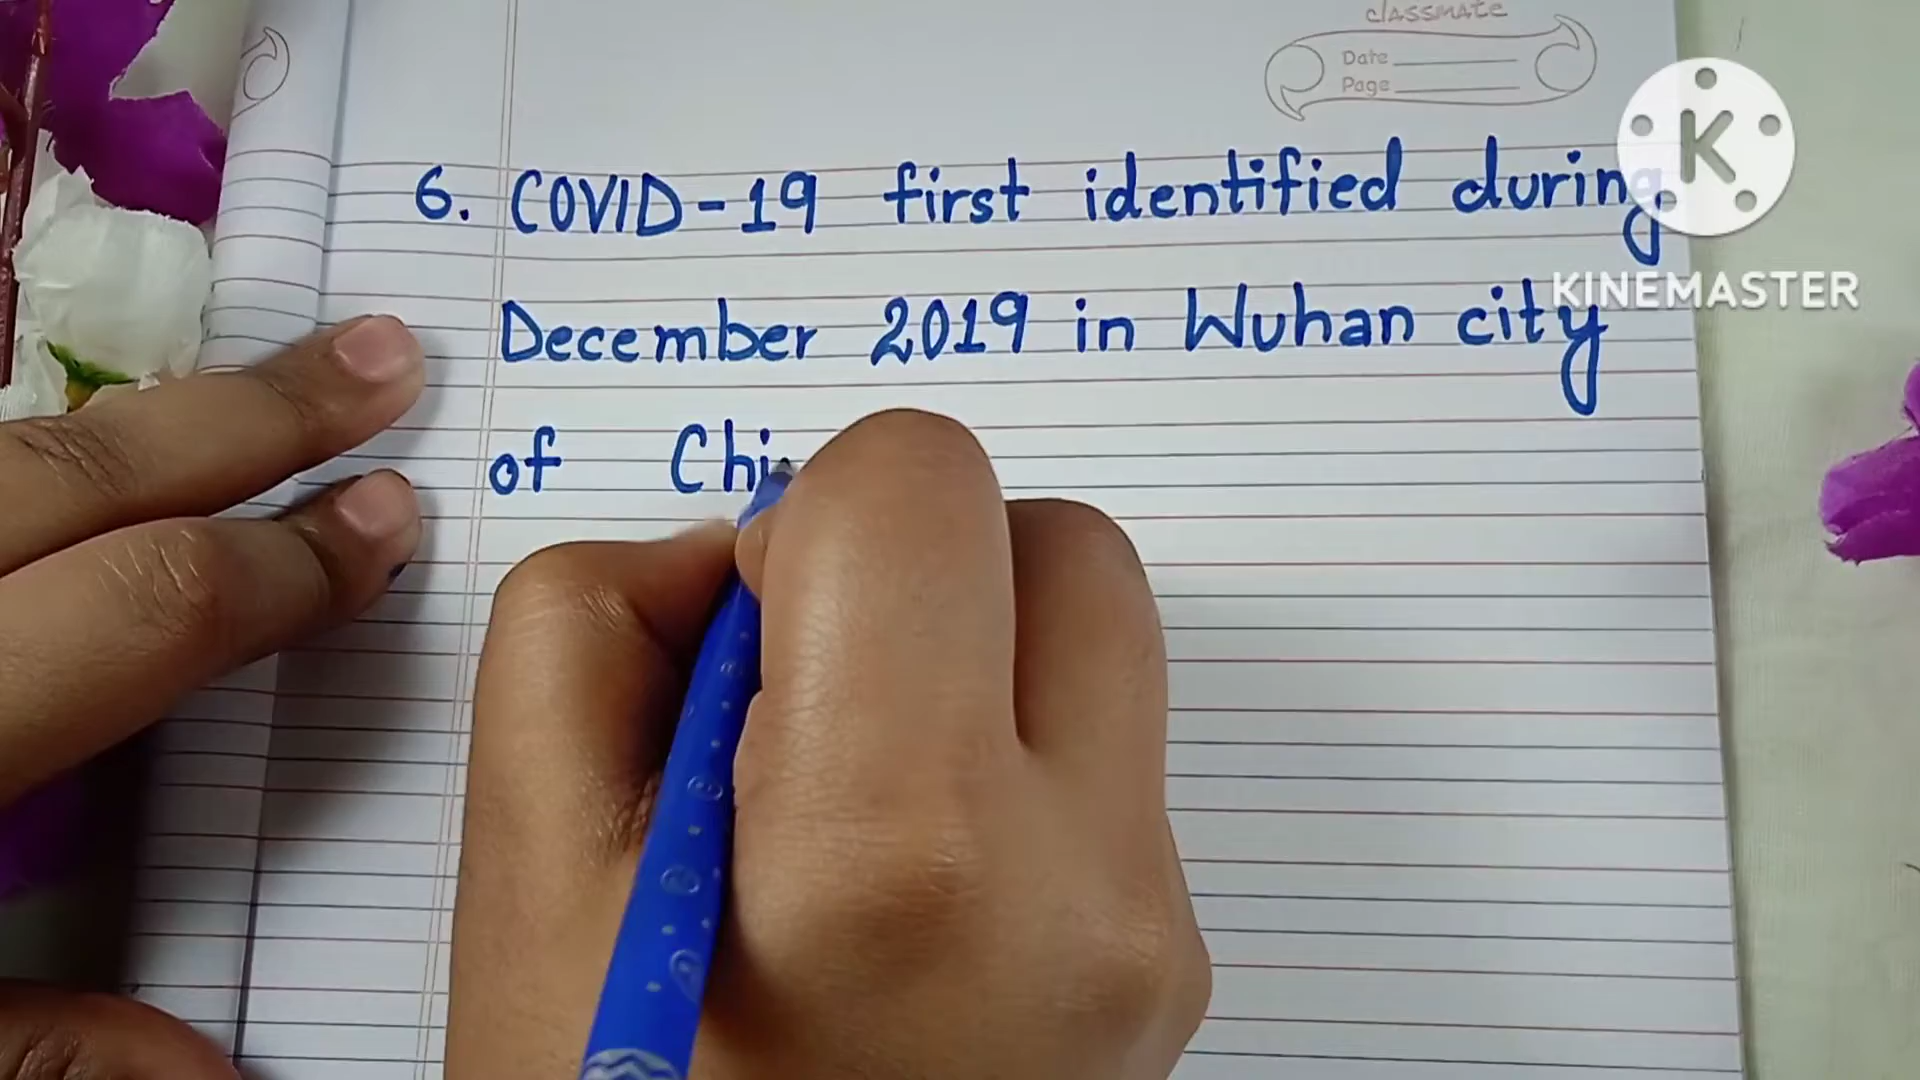 classmate
Date
Page
6. COVID-19 first identified during
December 2019 in Wuhan city
of Chi
K
KINEMASTER